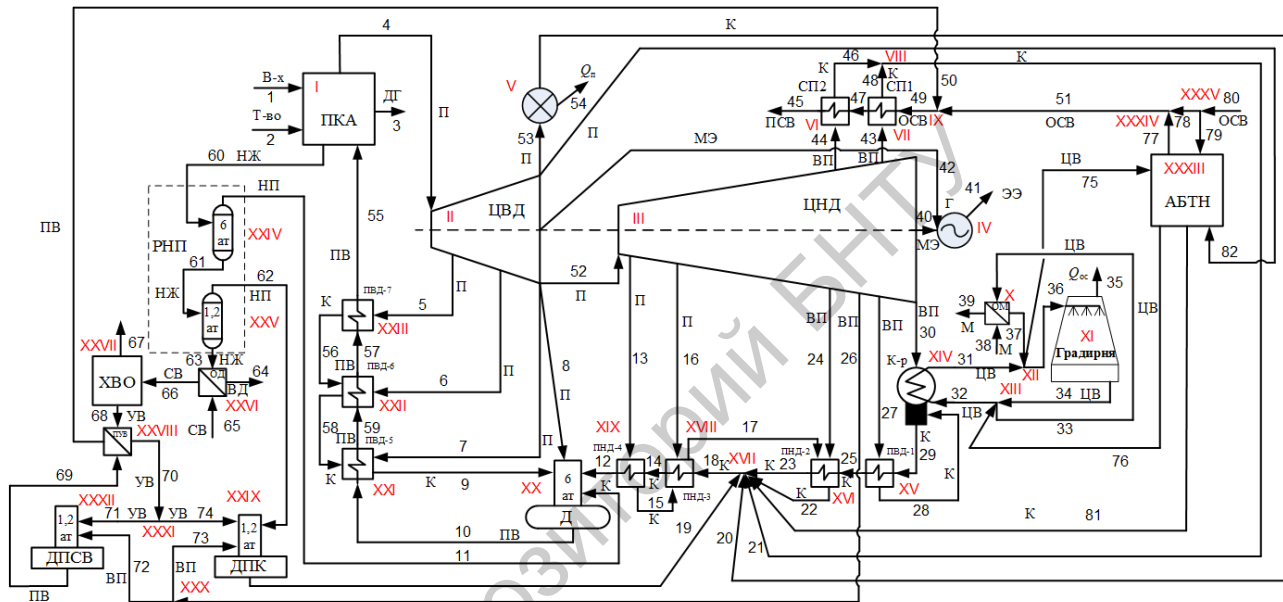 4
К
К
I
В-х
1
Т-во
2
ПКА
ДГ
3
П
V
Qп
54
53
П
П
К
46
VIII
К
48
СП2
СП1
45
ПСВ
VI
47
VII
49
ОСВ
IX
50
51
ОСВ
XXXIV
XXXV
80
ОСВ
77
78
79
XXXIII
АБТН
44
ВП
43
ВП
МЭ
42
40
МЭ
Г
IV
41
ЭЭ
ЦВ
75
82
60
НЖ
НП
ПВ
РНП
6
ат
XXIV
61
НЖ
62
НП
1,2
ат
XXV
63
НЖ
55
ПВ
II
ЦВД
III
ЦНД
52
П
ЦВ
ЦВ
X
ОМ
39
М
37
38
М
36
Qос
35
XI
Градирня
XII
XIII
34
ЦВ
33
76
ПВД-7
К
5
П
XXIII
56
57
ПВ
ПВД-6
6
П
XXII
58
59
ПВ
ПВД-5
7
К
XXI
К
9
8
П
П
П
13
П
16
ВП
24
ВП
26
ВП
ВП
30
К-р
XIV
31
ЦВ
32
ЦВ
27
К
29
XXVII
67
ХВО
СВ
66
ОД
64
ВД
XXVI
65
СВ
68
УВ
ПУВ
XXVIII
69
70
УВ
XXXII
1,2
ат
71
УВ
УВ
74
XXXI
XXIX
1,2
ат
ДПСВ
72
ВП
73
ВП
ДПК
XXX
ПВ
10
ПВ
11
XX
6
ат
Д
12
К
XIX
ПНД-4
14
К
15
К
XVIII
ПНД-3
17
18
К
XVII
К
23
ПНД-2
25
К
XVI
К
22
ПВД-1
XV
28
К
19
20
21
К
81
озиторий БНТУ